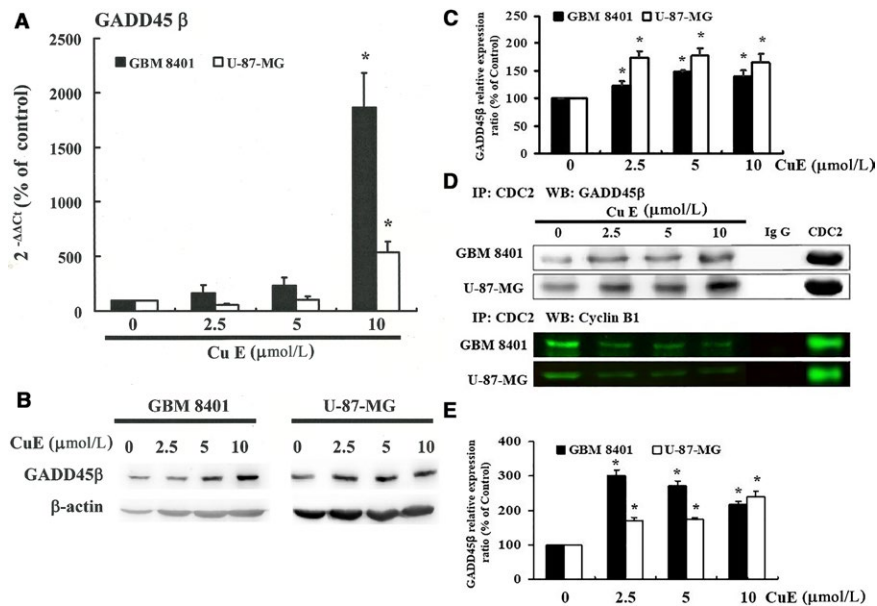 A
GADD45 β
2500
2000
1500
1000
500
0
2 -ΔΔCt (% of control)
GBM 8401 U-87-MG
* *
0 2.5 5 10
Cu E (μmol/L)
B
GBM 8401 U-87-MG
CuE (μmol/L) 0 2.5 5 10 0 2.5 5 10
GADD45β
β-actin
C
GADD45β relative expression
ratio (% of Control)
250
200
150
100
50
0
GBM 8401 U-87-MG
* * * * * *
0 2.5 5 10 CuE (μmol/L)
D
IP: CDC2 WB: GADD45β
Cu E (μmol/L)
0 2.5 5 10 Ig G CDC2
GBM 8401
U-87-MG
IP: CDC2 WB: Cyclin B1
GBM 8401
U-87-MG
E
GADD45β relative expression
ratio (% of Control)
400
300
200
100
0
GBM 8401 U-87-MG
* * * * * *
0 2.5 5 10 CuE (μmol/L)